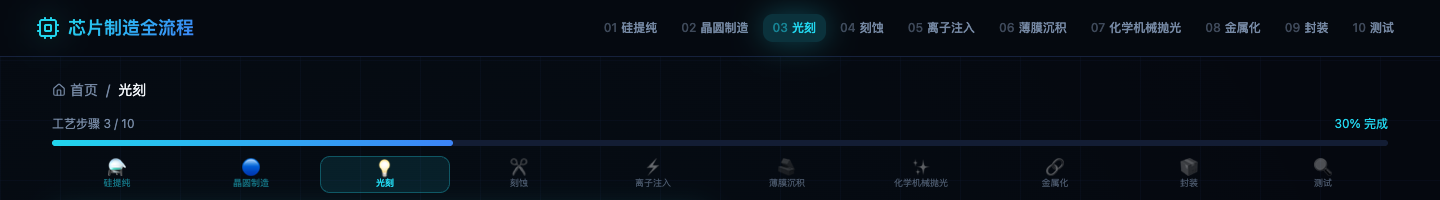 芯片制造全流程
01 硅提纯 02 晶圆制造 03 光刻 04 刻蚀 05 离子注入 06 薄膜沉积 07 化学机械抛光 08 金属化 09 封装 10 测试
首页 / 光刻
工艺步骤 3 / 10 30% 完成
硅提纯 晶圆制造 光刻 刻蚀 离子注入 薄膜沉积 化学机械抛光 金属化 封装 测试